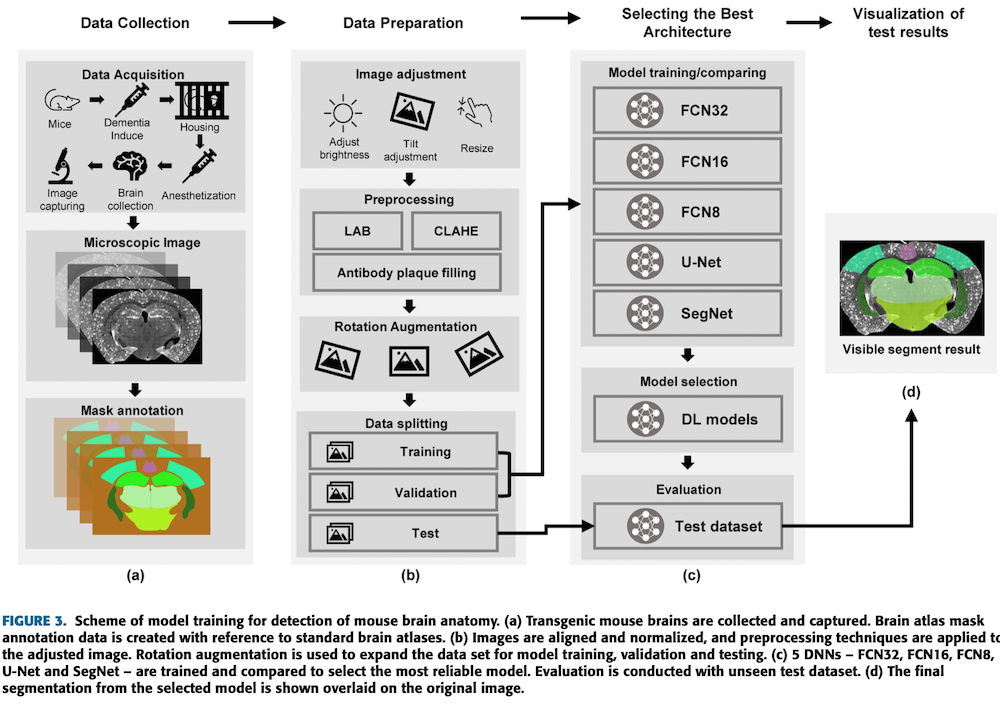 Data Collection
Data Preparation
Selecting the Best
Architecture
Visualization of
test results
Data Acquisition
Mice
Dementia
Induce
Housing
Image
capturing
Brain
collection
Anesthetization
Microscopic Image
Mask annotation
(a)
Image adjustment
Adjust
brightness
Tilt
adjustment
Resize
Preprocessing
LAB
CLAHE
Antibody plaque filling
Rotation Augmentation
Data splitting
Training
Validation
Test
(b)
Model training/comparing
FCN32
FCN16
FCN8
U-Net
SegNet
Model selection
DL models
Evaluation
Test dataset
(c)
Visible segment result
(d)
FIGURE 3. Scheme of model training for detection of mouse brain anatomy. (a) Transgenic mouse brains are collected and captured. Brain atlas mask
annotation data is created with reference to standard brain atlases. (b) Images are aligned and normalized, and preprocessing techniques are applied to
the adjusted image. Rotation augmentation is used to expand the data set for model training, validation and testing. (c) 5 DNNs – FCN32, FCN16, FCN8,
U-Net and SegNet – are trained and compared to select the most reliable model. Evaluation is conducted with unseen test dataset. (d) The final
segmentation from the selected model is shown overlaid on the original image.